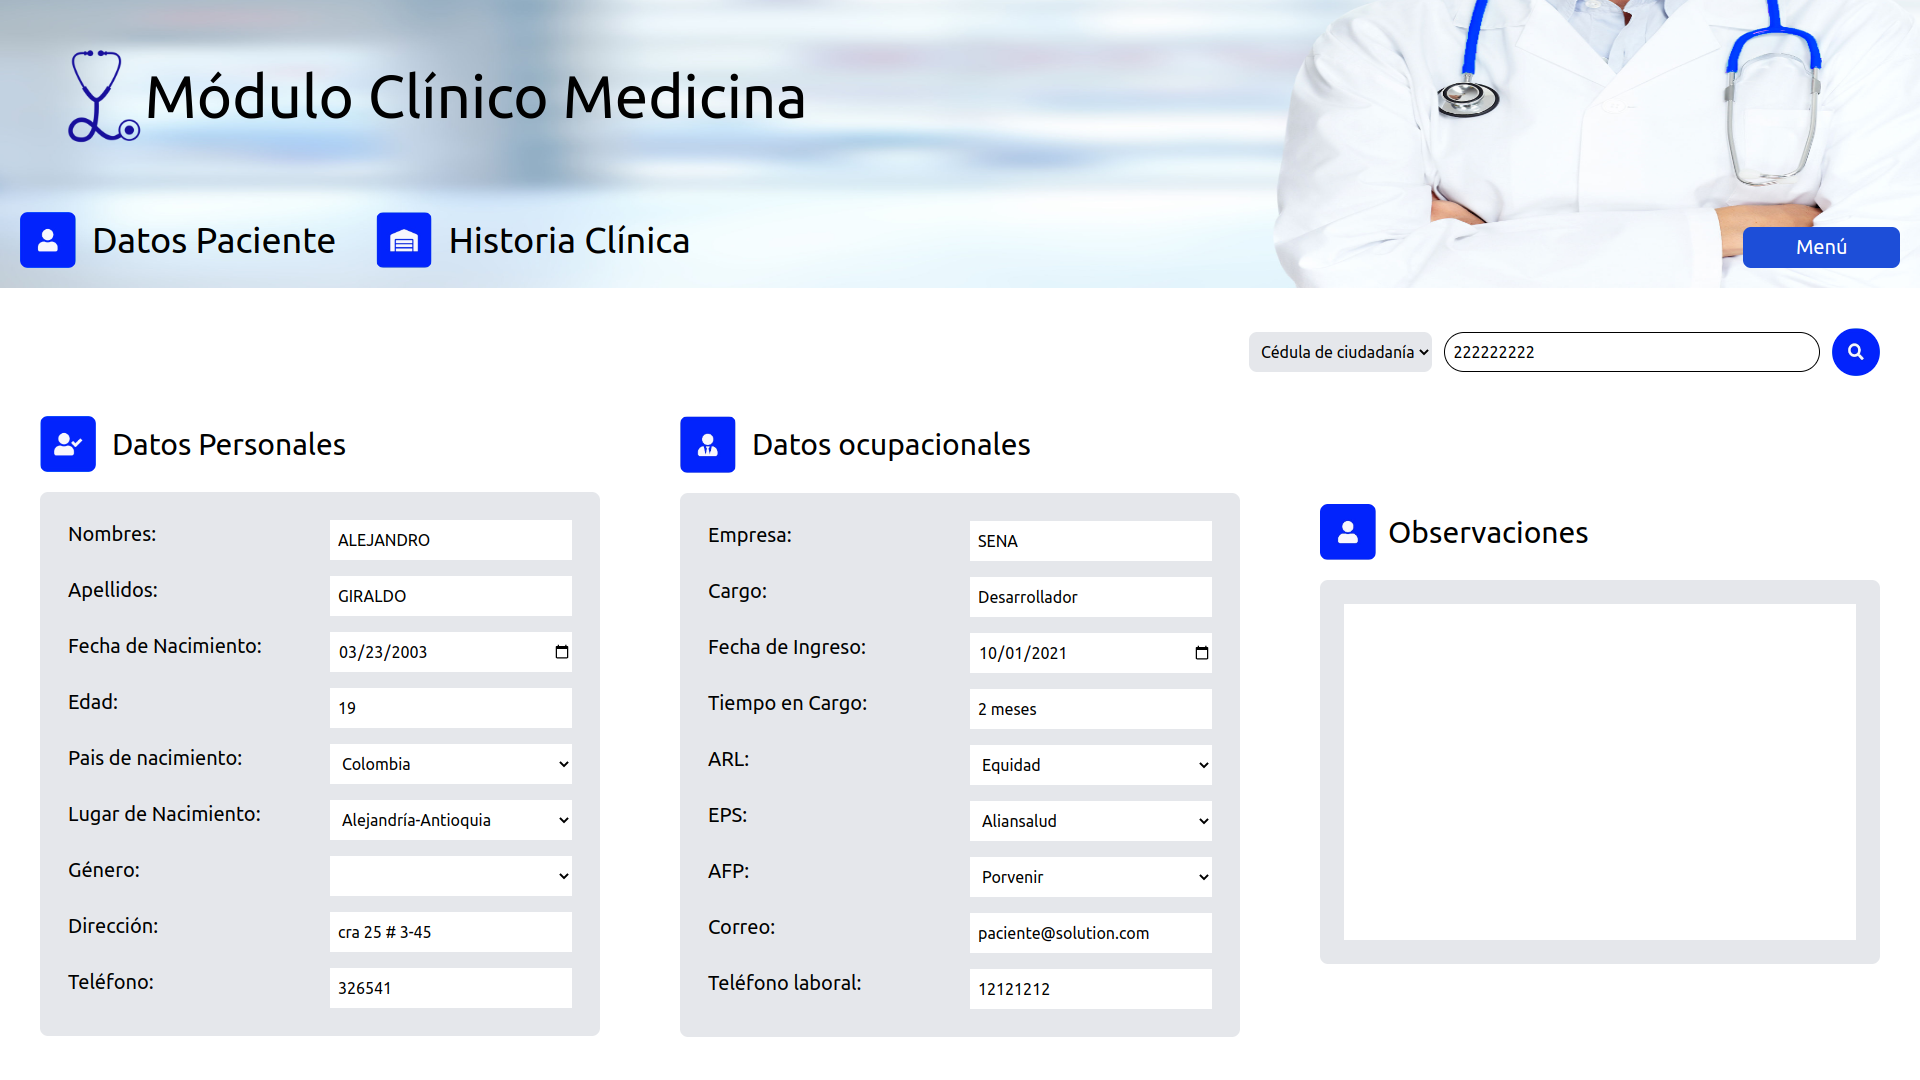 Módulo Clínico Medicina
Datos Paciente
Historia Clínica
Menú
Cédula de ciudadanía
222222222
Datos Personales
Nombres: ALEJANDRO
Apellidos: GIRALDO
Fecha de Nacimiento: 03/23/2003
Edad: 19
Pais de nacimiento: Colombia
Lugar de Nacimiento: Alejandría-Antioquia
Género:
Dirección: cra 25 # 3-45
Teléfono: 326541
Datos ocupacionales
Empresa: SENA
Cargo: Desarrollador
Fecha de Ingreso: 10/01/2021
Tiempo en Cargo: 2 meses
ARL: Equidad
EPS: Aliansalud
AFP: Porvenir
Correo: paciente@solution.com
Teléfono laboral: 12121212
Observaciones